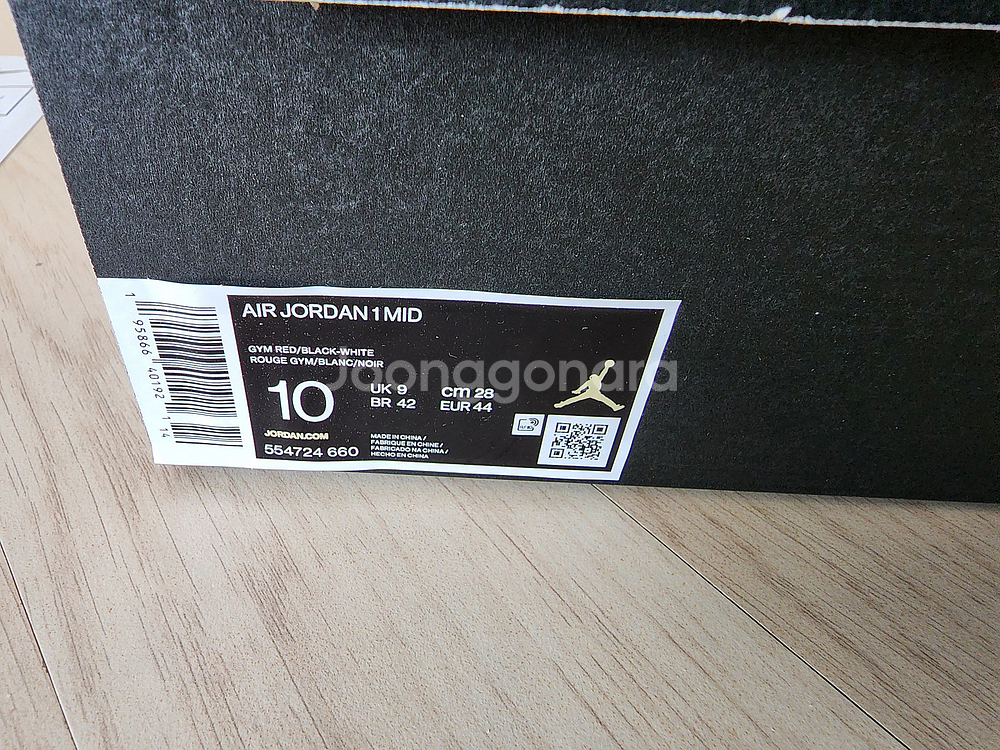 AIR JORDAN 1 MID
GYM RED/BLACK-WHITE
ROUGE GYM/BLANC/NOIR
10
UK 9
cm 28
BR 42
EUR 44
JORDAN.COM
554724 660
MADE IN CHINA /
FABRIQUE EN CHINE /
FABRICADO NA CHINA /
HECHO EN CHINA
1 95866 40192 14
Joonggonara